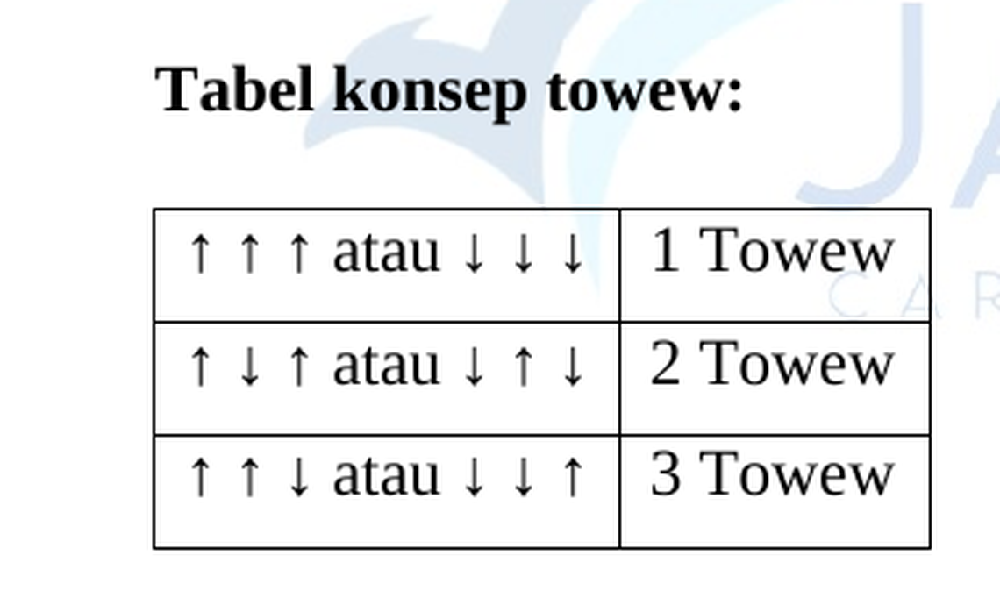 Tabel konsep towew:
↑ ↑ ↑ atau ↓ ↓ ↓ 1 Towew
↑ ↓ ↑ atau ↓ ↑ ↓ 2 Towew
↑ ↑ ↓ atau ↓ ↓ ↑ 3 Towew